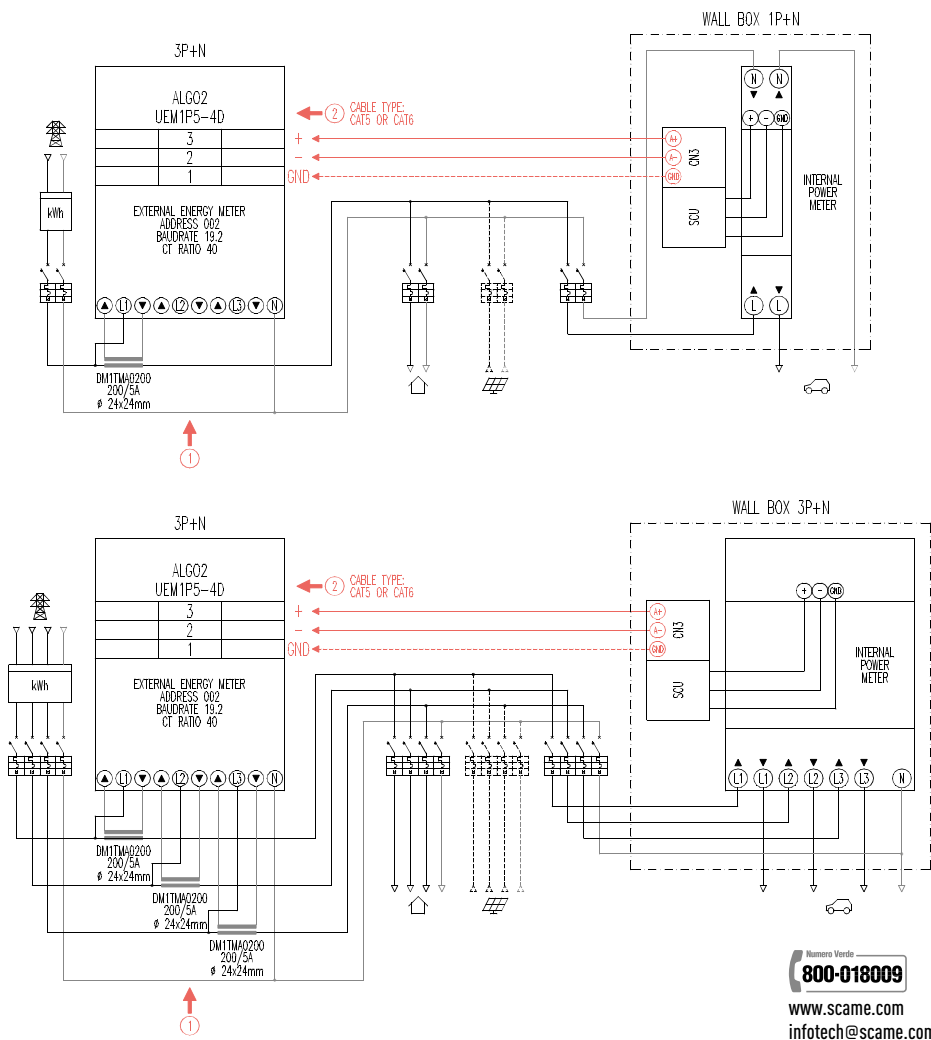 WALL BOX 1P+N
3P+N
ALGO2
UEM1P5-4D
2 CABLE TYPE:
CAT5 OR CAT6
3 +
2 -
1 GND
A+
A-
GND
CN3
SCU
N N
+ - GND
INTERNAL
POWER
METER
L L
kWh
EXTERNAL ENERGY METER
ADDRESS 002
BAUDRATE 19.2
CT RATIO 40
L1 L2 L3 N
DM1TMA0200
200/5A
ø 24x24mm
1
WALL BOX 3P+N
3P+N
ALGO2
UEM1P5-4D
2 CABLE TYPE:
CAT5 OR CAT6
3 +
2 -
1 GND
A+
A-
GND
CN3
SCU
+ - GND
INTERNAL
POWER
METER
kWh
EXTERNAL ENERGY METER
ADDRESS 002
BAUDRATE 19.2
CT RATIO 40
L1 L2 L3 N
L1 L1 L2 L2 L3 L3 N
DM1TMA0200
200/5A
ø 24x24mm
DM1TMA0200
200/5A
ø 24x24mm
DM1TMA0200
200/5A
ø 24x24mm
1
Numero Verde
800-018009
www.scame.com
infotech@scame.com